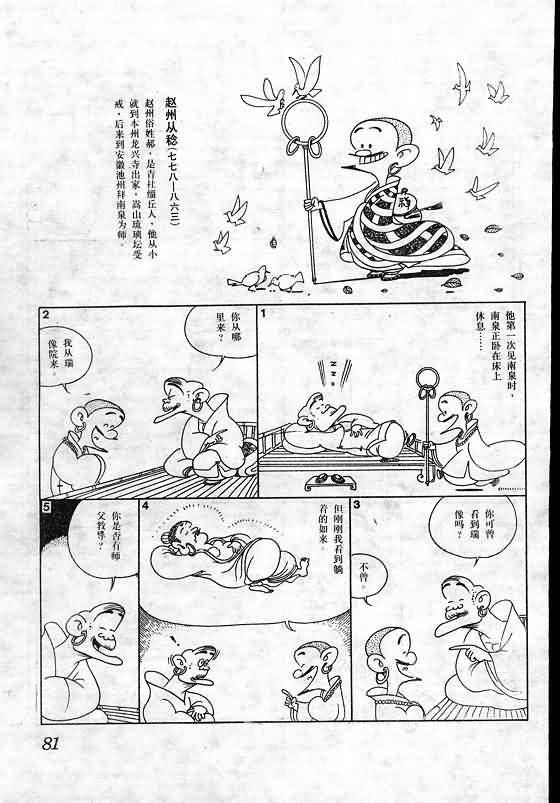 赵州从稔(七七八—八六三)
赵州俗姓郝，是青社缁丘人、他从小
就到本州龙兴寺出家，嵩山琉璃坛受
戒，后来到安徽池州拜南泉为师。
1
他第一次见南泉时，
南泉正卧在床上
休息……
z z z
2
你从哪
里来？
我从瑞
像院来。
3
你可曾
看到瑞
像吗？
不曾。
4
但刚刚我看到躺
着的如来。
!
5
你是否有师
父教导？
禅
81